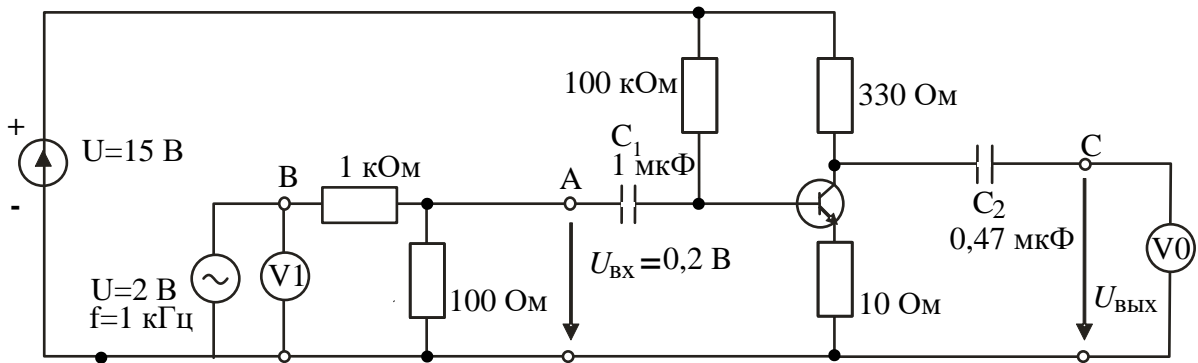 100 кОм
330 Ом
+
U=15 В
-
C1
1 мкФ
1 кОм
B
A
C
C2
0,47 мкФ
V1
V0
U=2 В
f=1 кГц
100 Ом
Uвх=0,2 В
10 Ом
Uвых